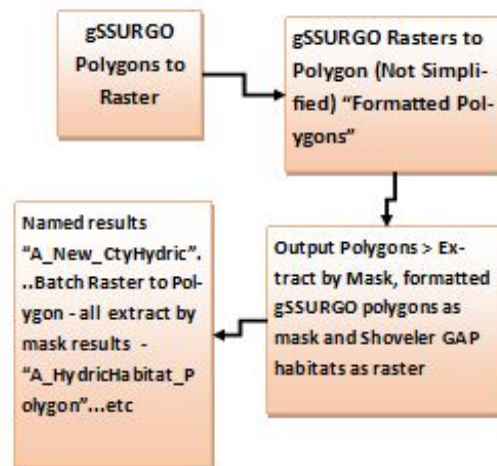 gSSURGO
Polygons to
Raster
gSSURGO Rasters to
Polygon (Not Simpli-
fied) “Formatted Pol-
ygons”
Output Polygons > Ex-
tract by Mask, formatted
gSSURGO polygons as
mask and Shoveler GAP
habitats as raster
Named results
“A_New_CtyHydric”.
..Batch Raster to Pol-
ygon - all extract by
mask results -
“A_HydricHabitat_P
olygon”...etc